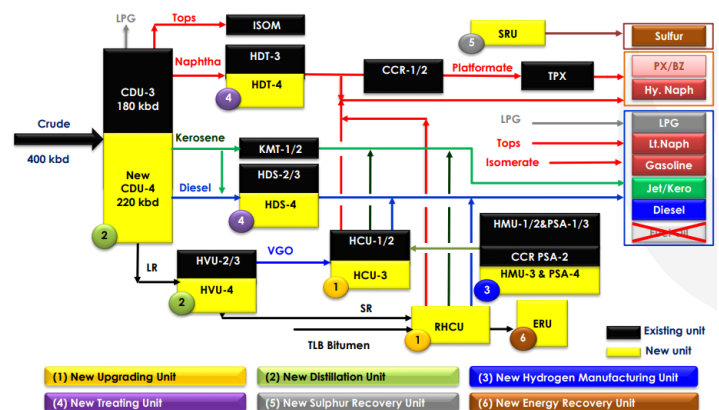 LPG
Tops
ISOM
5
SRU
Sulfur
Naphtha
HDT-3
HDT-4
4
CCR-1/2
Platformate
TPX
PX/BZ
Hy. Naph
CDU-3
180 kbd
Crude
400 kbd
New
CDU-4
220 kbd
2
Kerosene
KMT-1/2
Diesel
HDS-2/3
HDS-4
4
LPG
Tops
Isomerate
LPG
Lt.Naph
Gasoline
Jet/Kero
Diesel
LR
HVU-2/3
HVU-4
2
VGO
HCU-1/2
HCU-3
1
HMU-1/2&PSA-1/3
CCR PSA-2
HMU-3 & PSA-4
3
SR
TLB Bitumen
RHCU
1
ERU
6
Existing unit
New unit
(1) New Upgrading Unit
(2) New Distillation Unit
(3) New Hydrogen Manufacturing Unit
(4) New Treating Unit
(5) New Sulphur Recovery Unit
(6) New Energy Recovery Unit